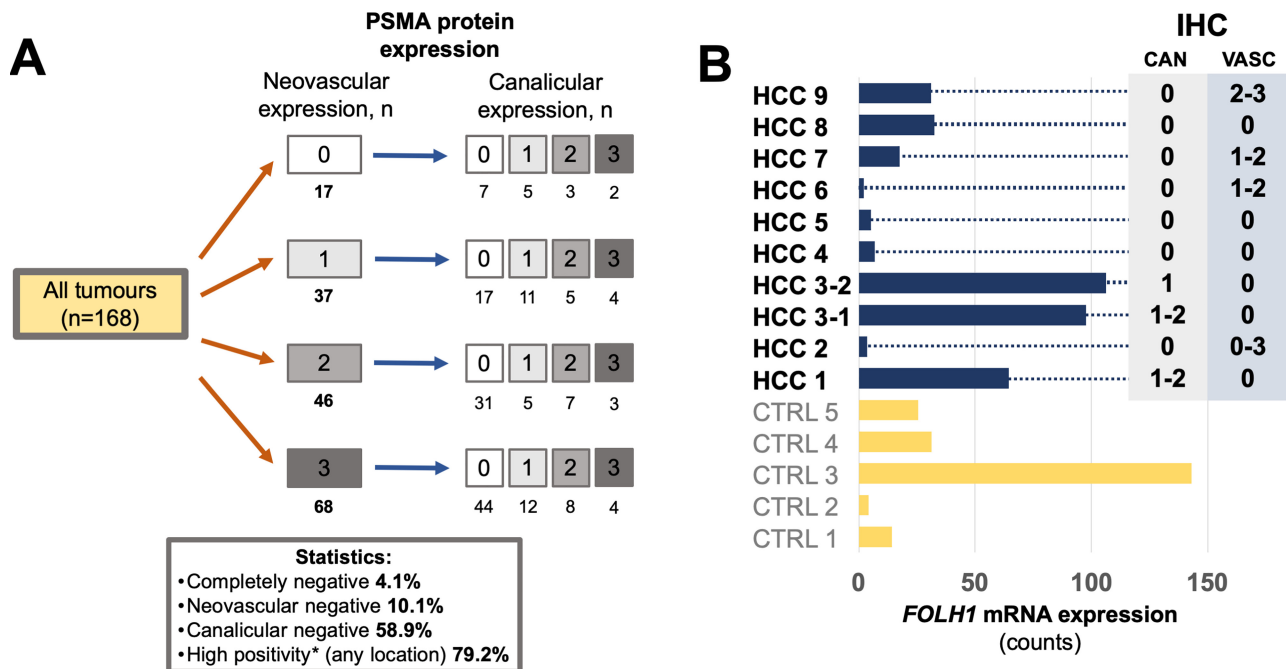 A
PSMA protein
expression
Neovascular
expression, n
Canalicular
expression, n
0
17
0 1 2 3
7 5 3 2
1
37
0 1 2 3
17 11 5 4
All tumours
(n=168)
2
46
0 1 2 3
31 5 7 3
3
68
0 1 2 3
44 12 8 4
Statistics:
•Completely negative 4.1%
•Neovascular negative 10.1%
•Canalicular negative 58.9%
•High positivity* (any location) 79.2%
B
IHC
CAN VASC
HCC 9 0 2-3
HCC 8 0 0
HCC 7 0 1-2
HCC 6 0 1-2
HCC 5 0 0
HCC 4 0 0
HCC 3-2 1 0
HCC 3-1 1-2 0
HCC 2 0 0-3
HCC 1 1-2 0
CTRL 5
CTRL 4
CTRL 3
CTRL 2
CTRL 1
0 50 100 150
FOLH1 mRNA expression
(counts)